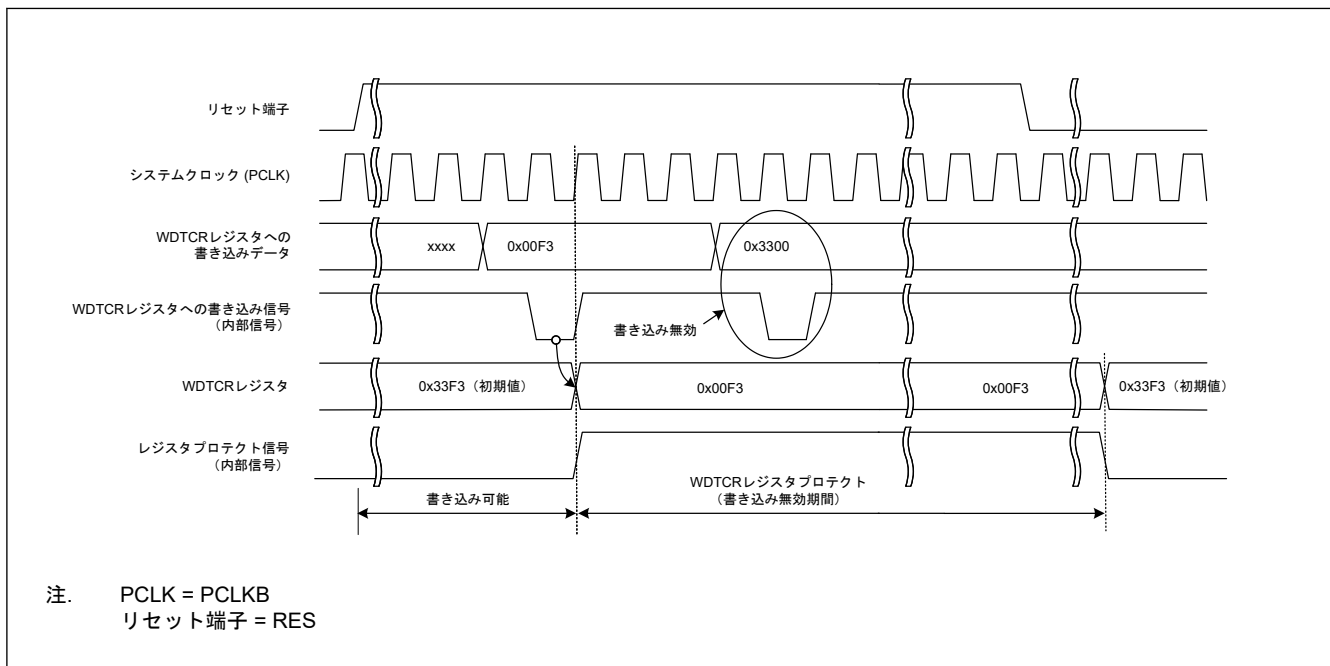 リセット端子
システムクロック (PCLK)
WDTCRレジスタへの
書き込みデータ
xxxx
0x00F3
0x3300
WDTCRレジスタへの書き込み信号
（内部信号）
書き込み無効
WDTCRレジスタ
0x33F3（初期値）
0x00F3
0x00F3
0x33F3（初期値）
レジスタプロテクト信号
（内部信号）
書き込み可能
WDTCRレジスタプロテクト
（書き込み無効期間）
注. PCLK = PCLKB
リセット端子 = RES